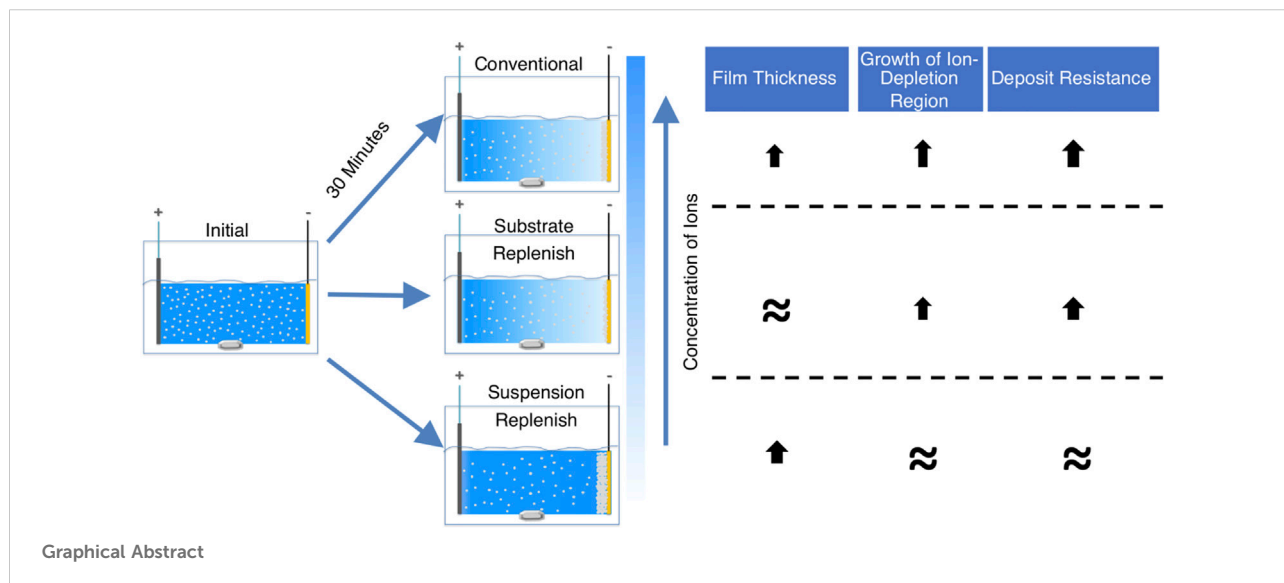 +
-
Initial
30 Minutes
+
-
Conventional
+
-
Substrate
Replenish
+
-
Suspension
Replenish
Concentration of Ions
Film Thickness
Growth of Ion-
Depletion
Region
Deposit Resistance
≈
≈
≈
Graphical Abstract